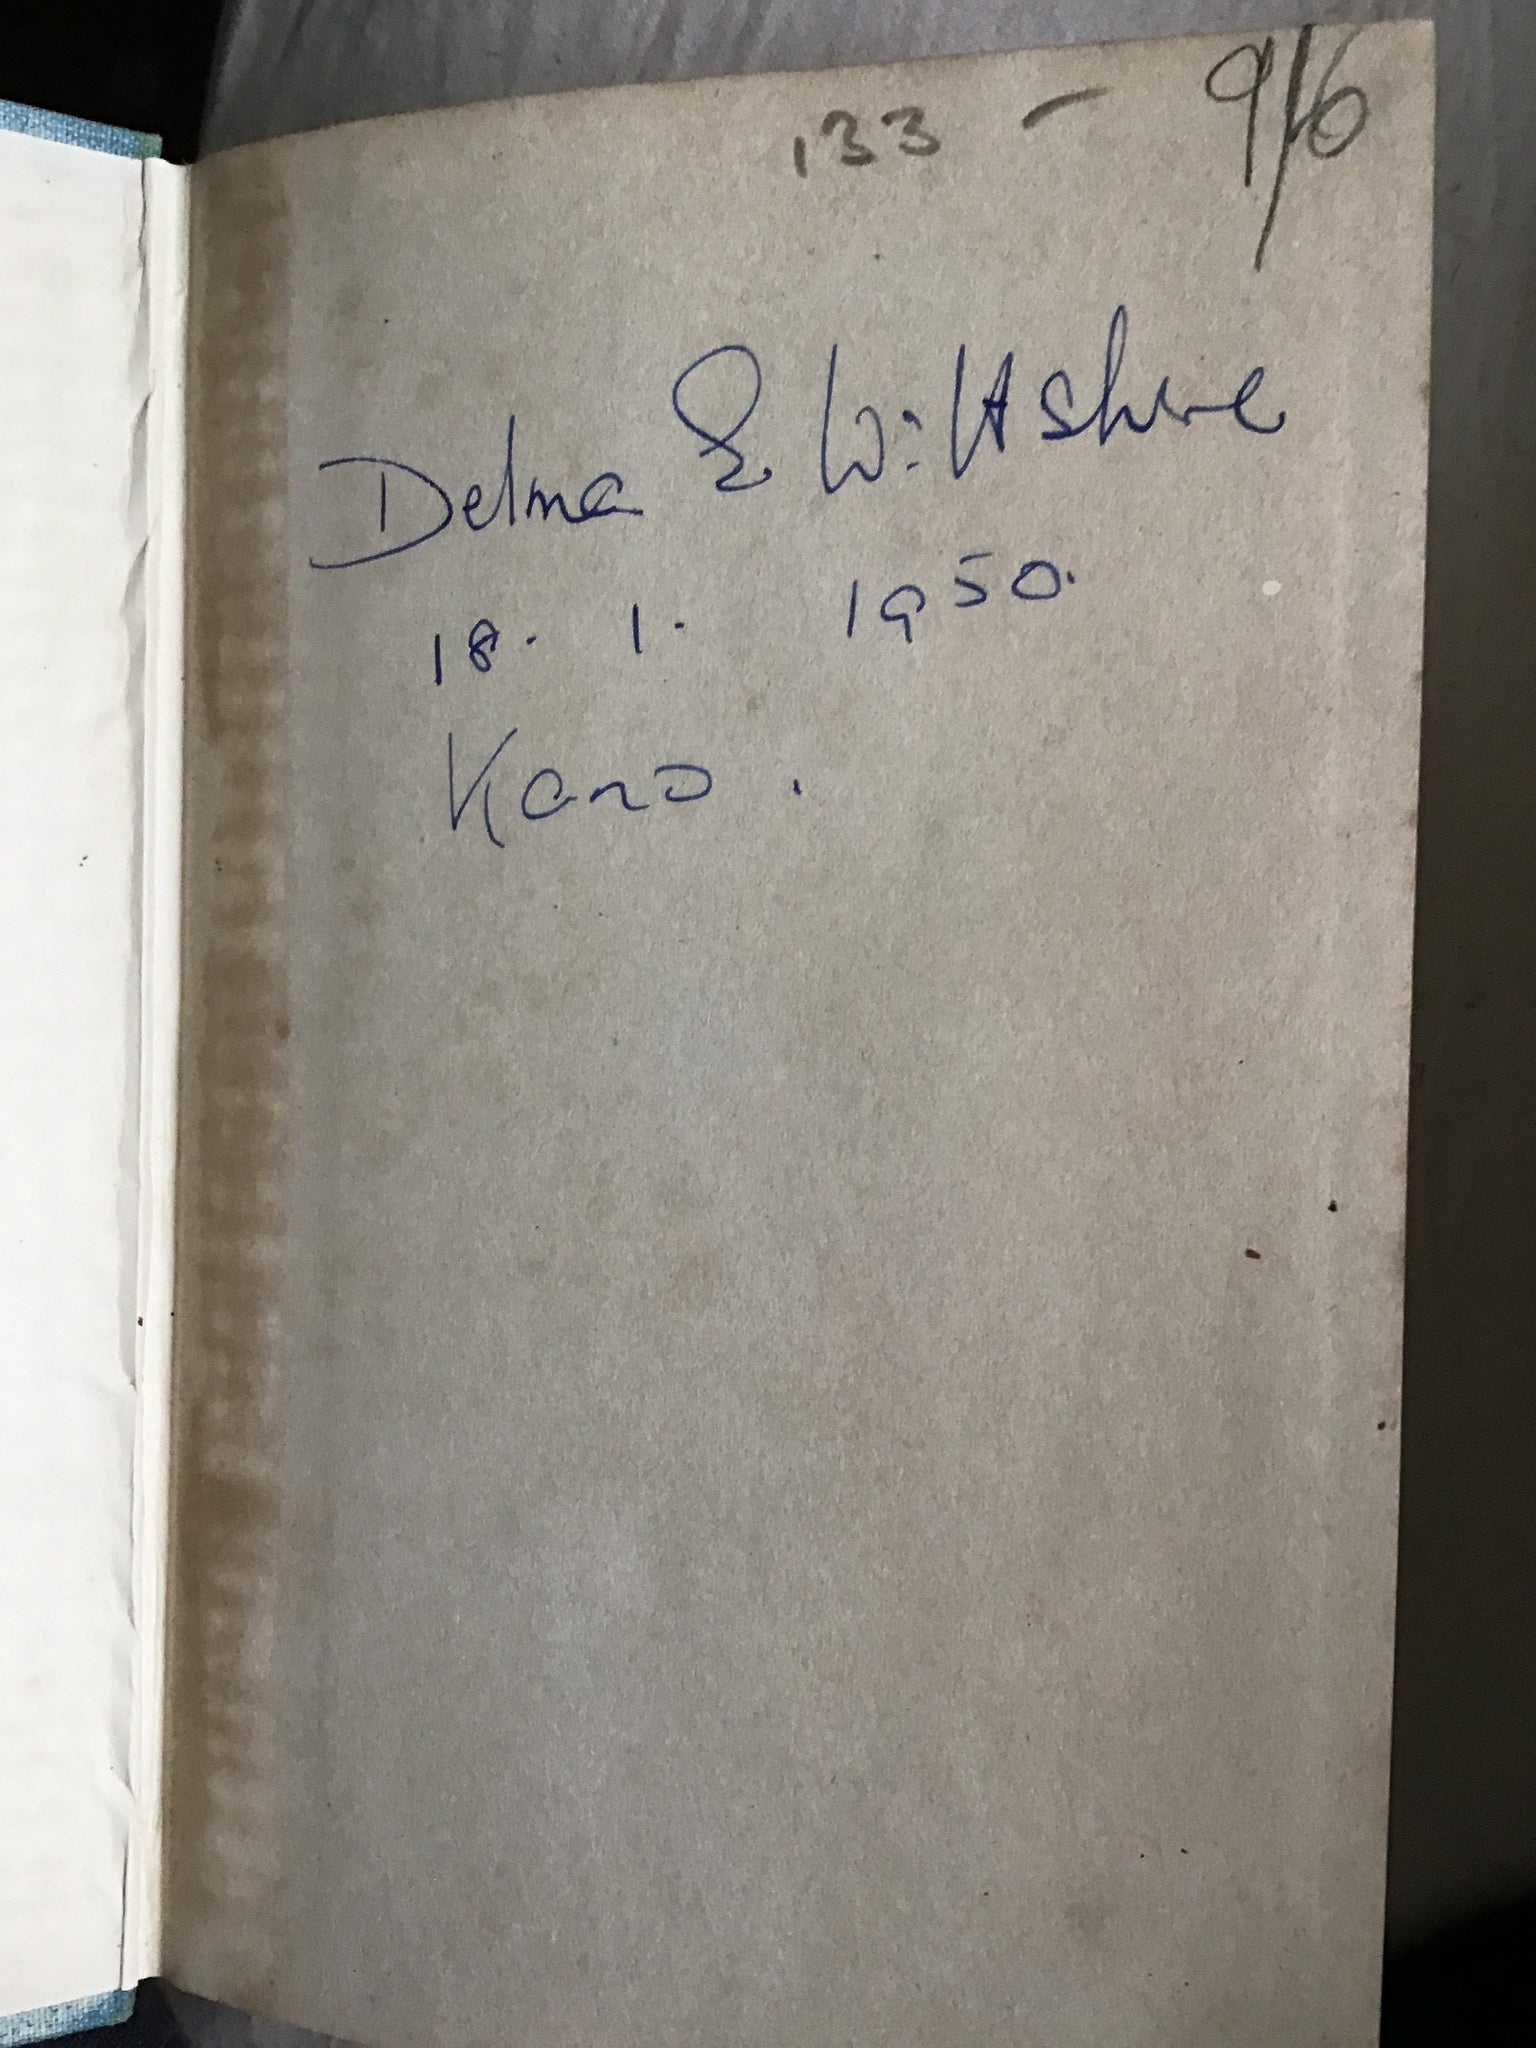 133 - 9/6
Delma E Wiltshire
18. 1. 1950.
Kano.